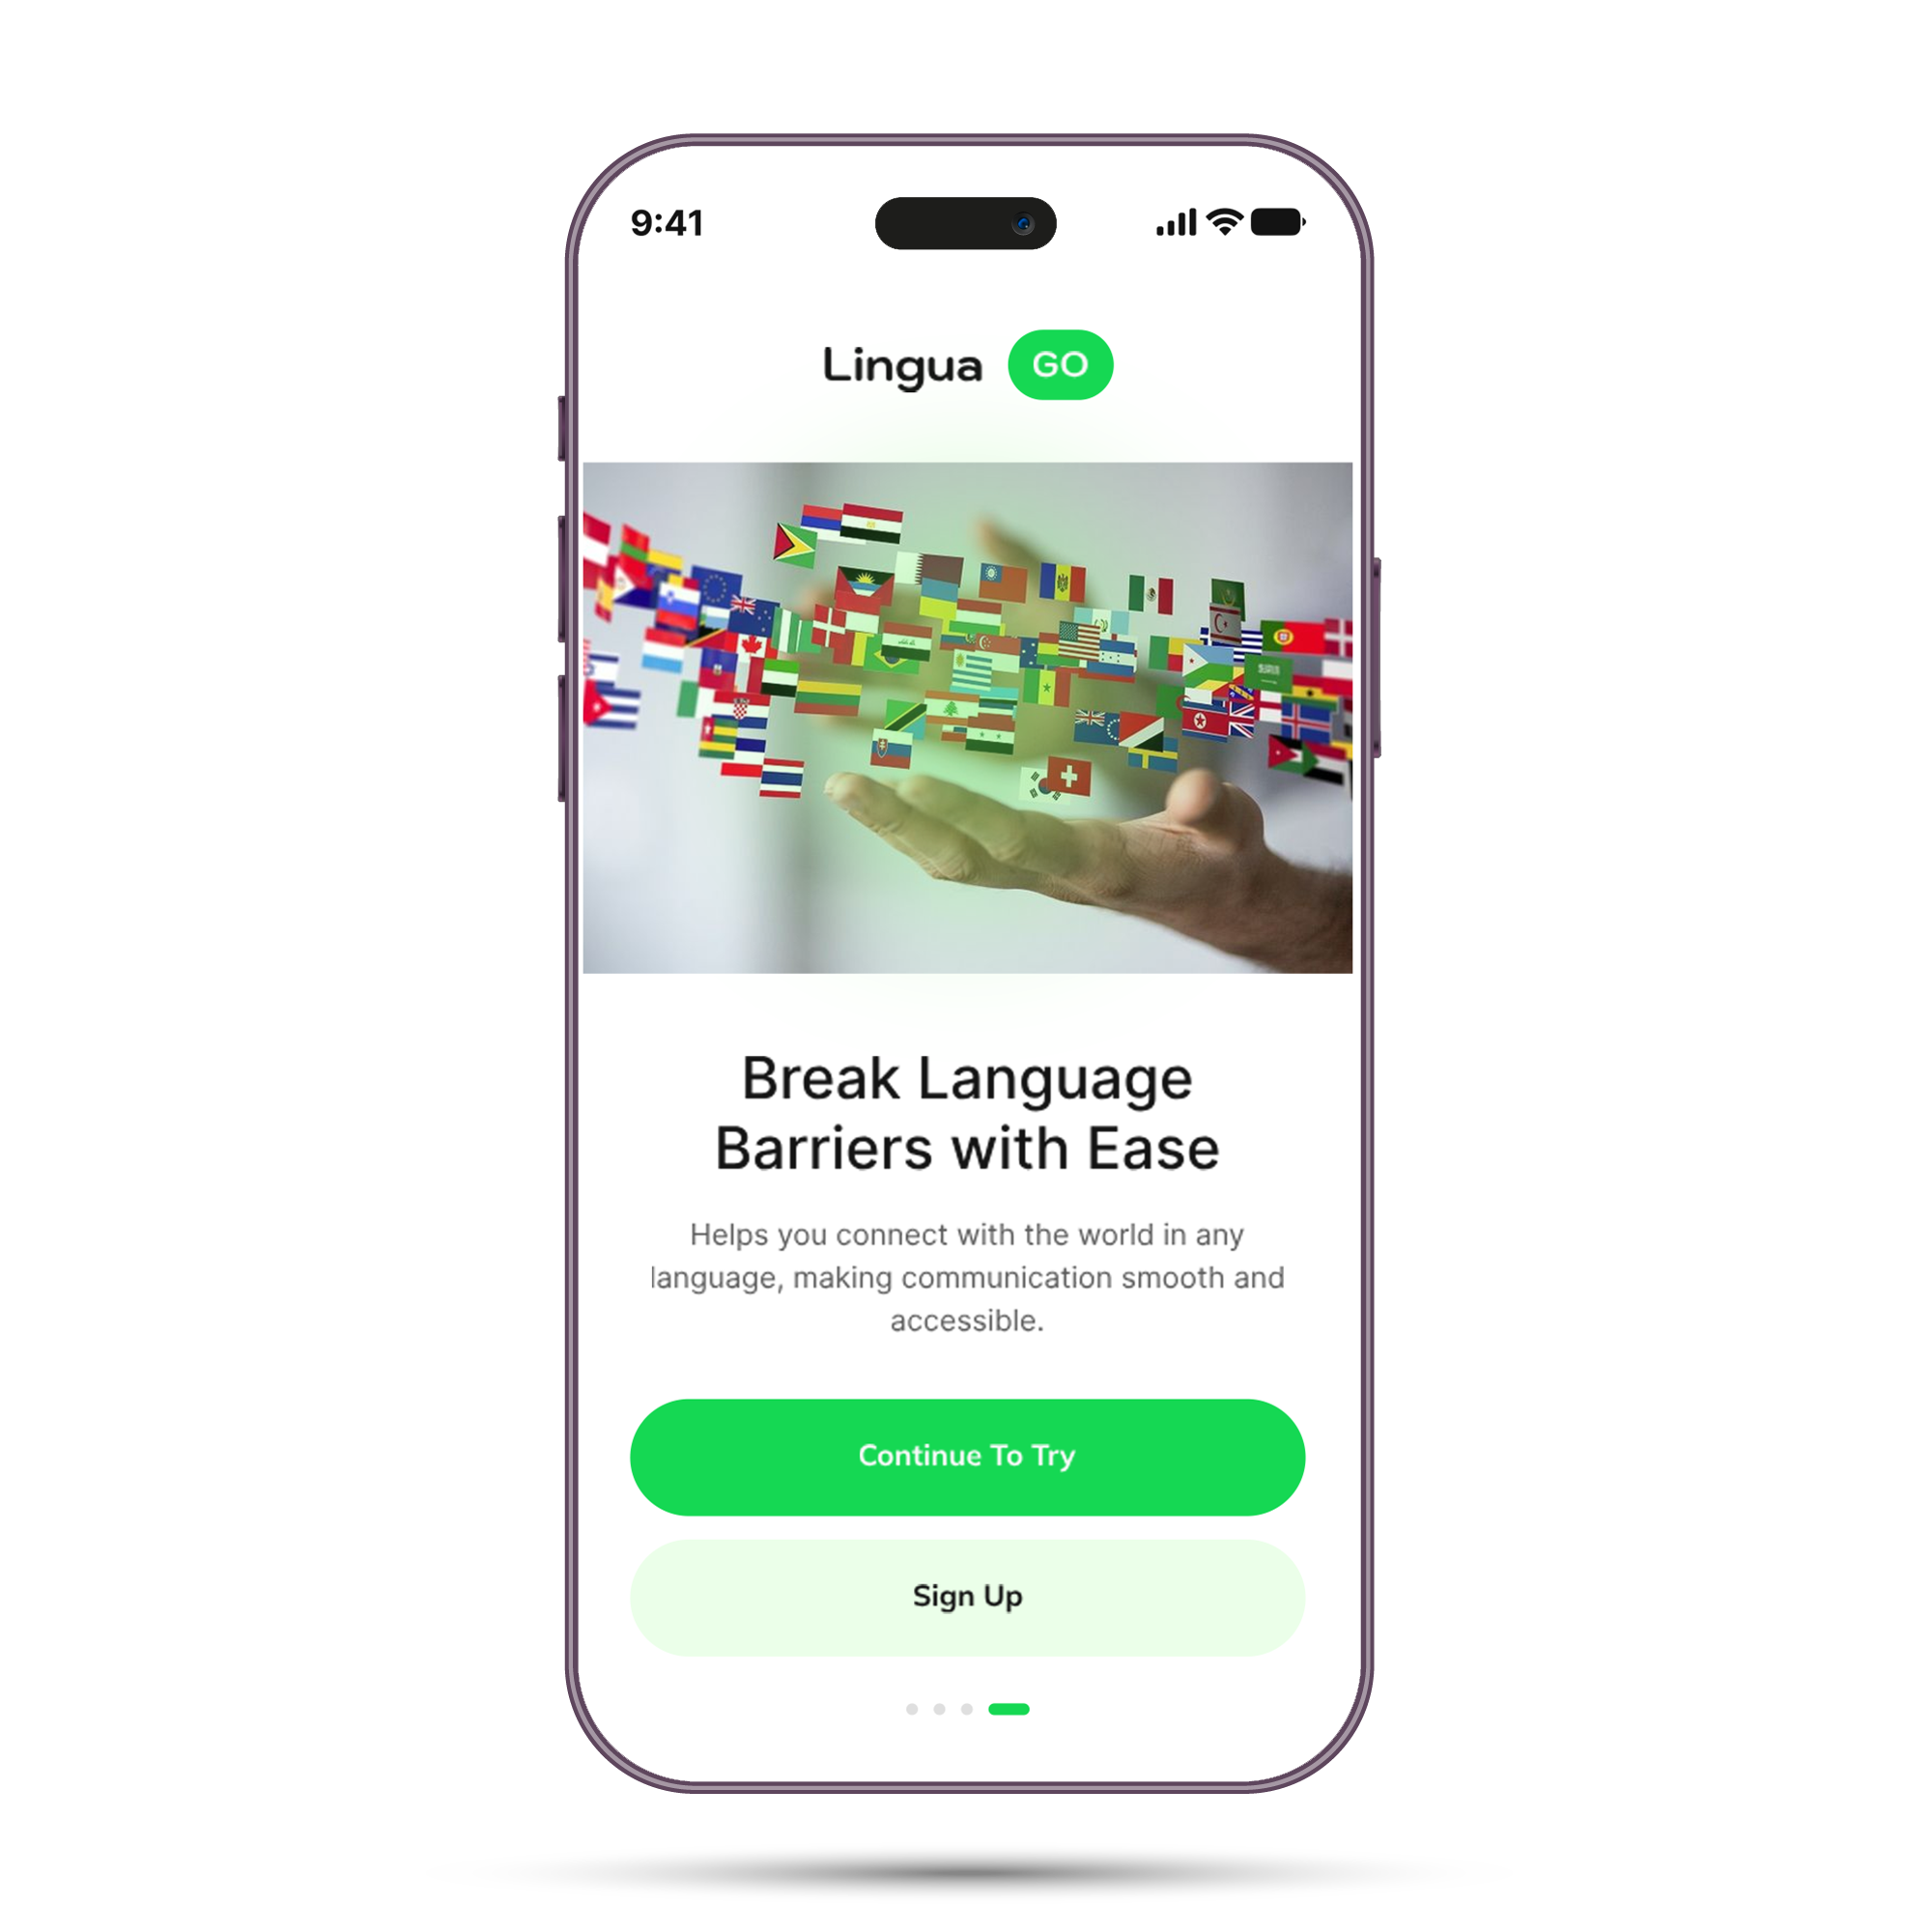 9:41
Lingua GO
Break Language
Barriers with Ease
Helps you connect with the world in any
language, making communication smooth and
accessible.
Continue To Try
Sign Up